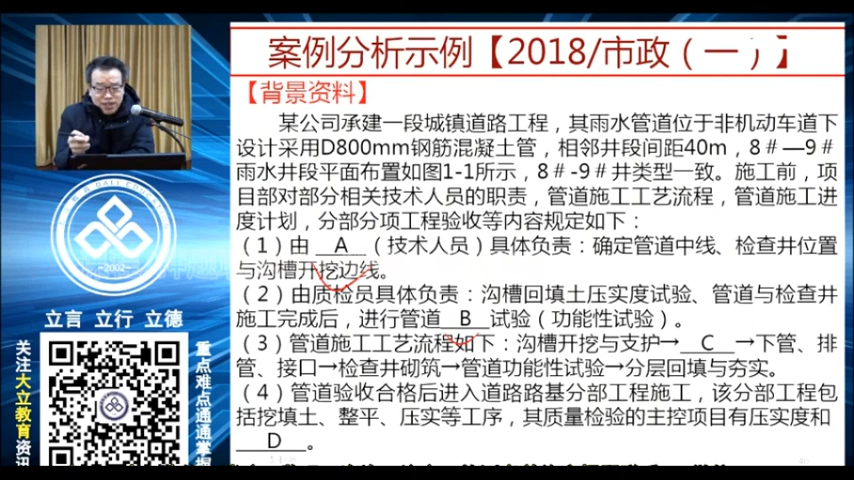 案例分析示例【2018/市政（一）】
【背景资料】
某公司承建一段城镇道路工程，其雨水管道位于非机动车道下
设计采用D800mm钢筋混凝土管，相邻井段间距40m，8＃—9＃
雨水井段平面布置如图1-1所示，8＃-9＃井类型一致。施工前，项
目部对部分相关技术人员的职责，管道施工工艺流程，管道施工进
度计划，分部分项工程验收等内容规定如下：
（1）由 A （技术人员）具体负责：确定管道中线、检查井位置
与沟槽开挖边线。
（2）由质检员具体负责：沟槽回填土压实度试验、管道与检查井
施工完成后，进行管道 B 试验（功能性试验）。
（3）管道施工工艺流程如下：沟槽开挖与支护→ C →下管、排
管、接口→检查井砌筑→管道功能性试验→分层回填与夯实。
（4）管道验收合格后进入道路路基分部工程施工，该分部工程包
括挖填土、整平、压实等工序，其质量检验的主控项目有压实度和
D 。
2002
立言 立行 立德
关注大立教育资讯
重点难点通通掌握